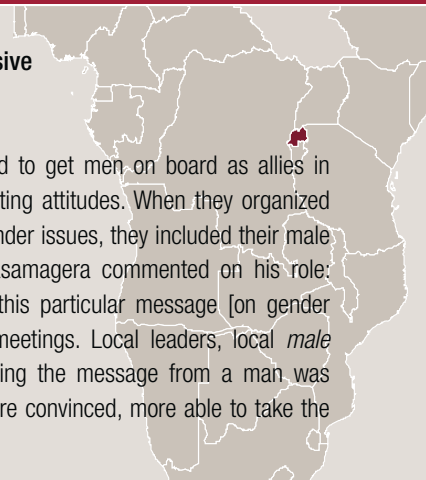 sive
d to get men on board as allies in
ting attitudes. When they organized
nder issues, they included their male
asamagera commented on his role:
this particular message [on gender
meetings. Local leaders, local male
ing the message from a man was
re convinced, more able to take the